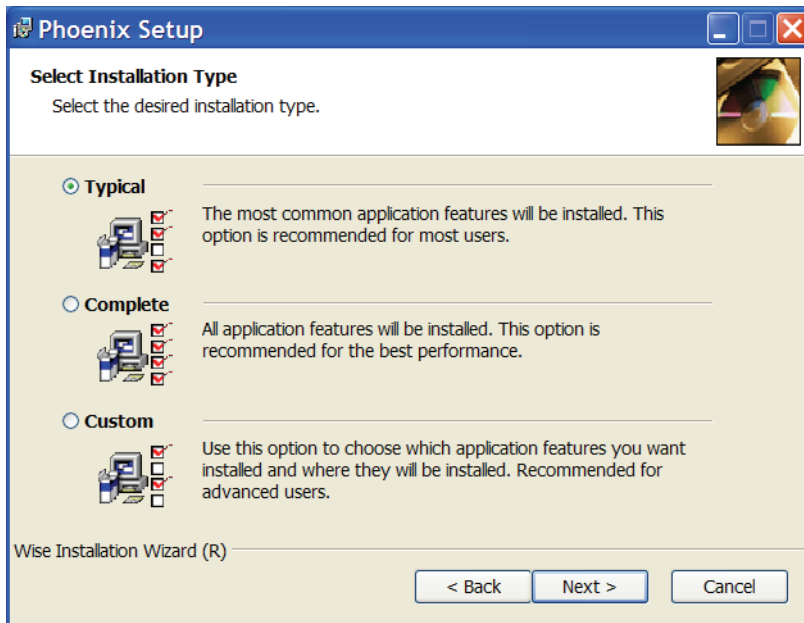 Phoenix Setup
Select Installation Type
Select the desired installation type.
Typical
The most common application features will be installed. This
option is recommended for most users.
Complete
All application features will be installed. This option is
recommended for the best performance.
Custom
Use this option to choose which application features you want
installed and where they will be installed. Recommended for
advanced users.
Wise Installation Wizard (R)
< Back
Next >
Cancel